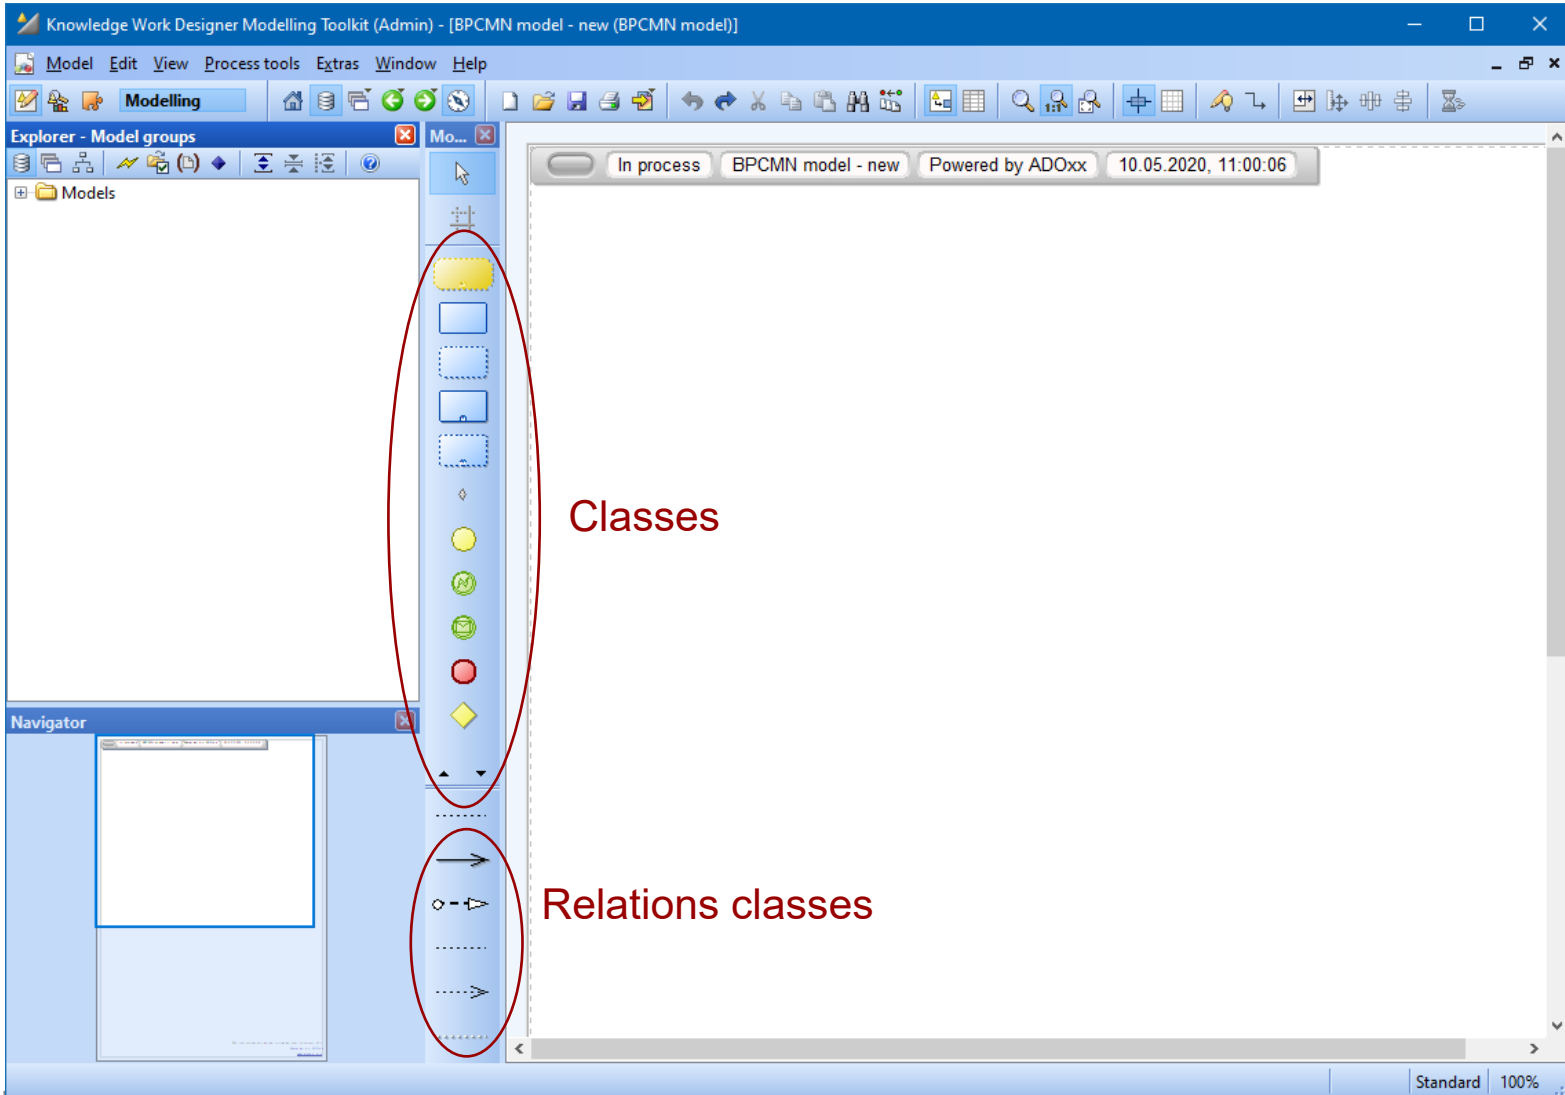 Knowledge Work Designer Modelling Toolkit (Admin) - [BPCMN model - new (BPCMN model)]
Model Edit View Process tools Extras Window Help
Modelling
Explorer - Model groups
Mo...
In process BPCMN model - new Powered by ADOxx 10.05.2020, 11:00:06
Models
Classes
Navigator
Relations classes
Standard 100%